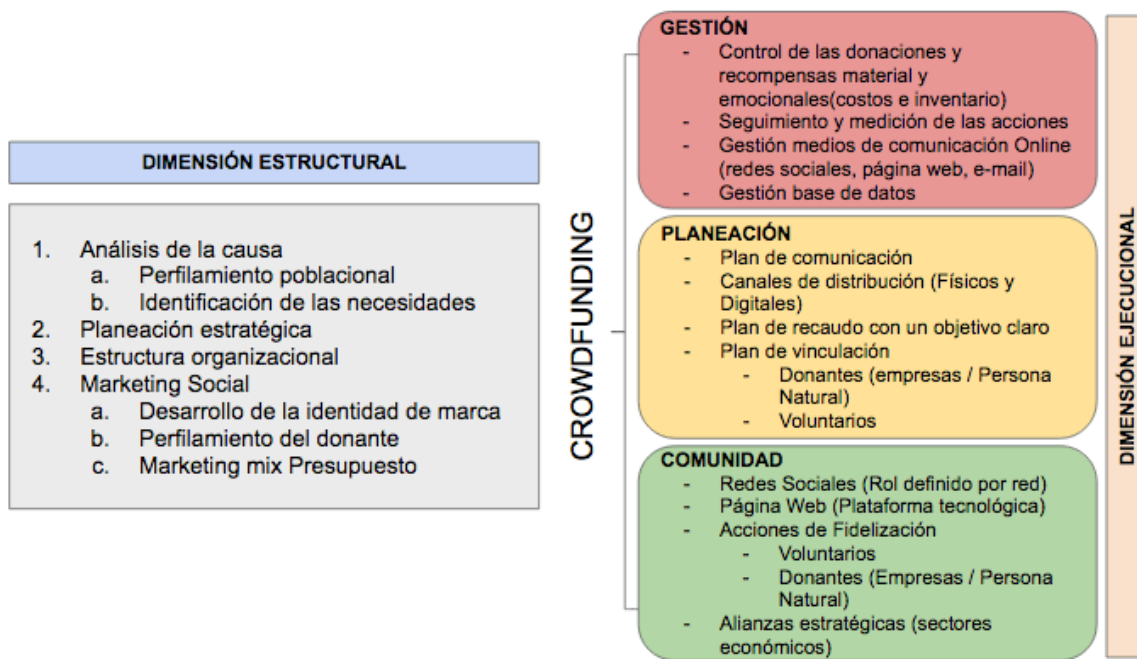 DIMENSIÓN ESTRUCTURAL
1. Análisis de la causa
a. Perfilamiento poblacional
b. Identificación de las necesidades
2. Planeación estratégica
3. Estructura organizacional
4. Marketing Social
a. Desarrollo de la identidad de marca
b. Perfilamiento del donante
c. Marketing mix Presupuesto
CROWDFUNDING
GESTIÓN
- Control de las donaciones y
recompensas material y
emocionales(costos e inventario)
- Seguimiento y medición de las acciones
- Gestión medios de comunicación Online
(redes sociales, página web, e-mail)
- Gestión base de datos
PLANEACIÓN
- Plan de comunicación
- Canales de distribución (Físicos y
Digitales)
- Plan de recaudo con un objetivo claro
- Plan de vinculación
- Donantes (empresas / Persona
Natural)
- Voluntarios
COMUNIDAD
- Redes Sociales (Rol definido por red)
- Página Web (Plataforma tecnológica)
- Acciones de Fidelización
- Voluntarios
- Donantes (Empresas / Persona
Natural)
- Alianzas estratégicas (sectores
económicos)
DIMENSIÓN EJECUCIONAL